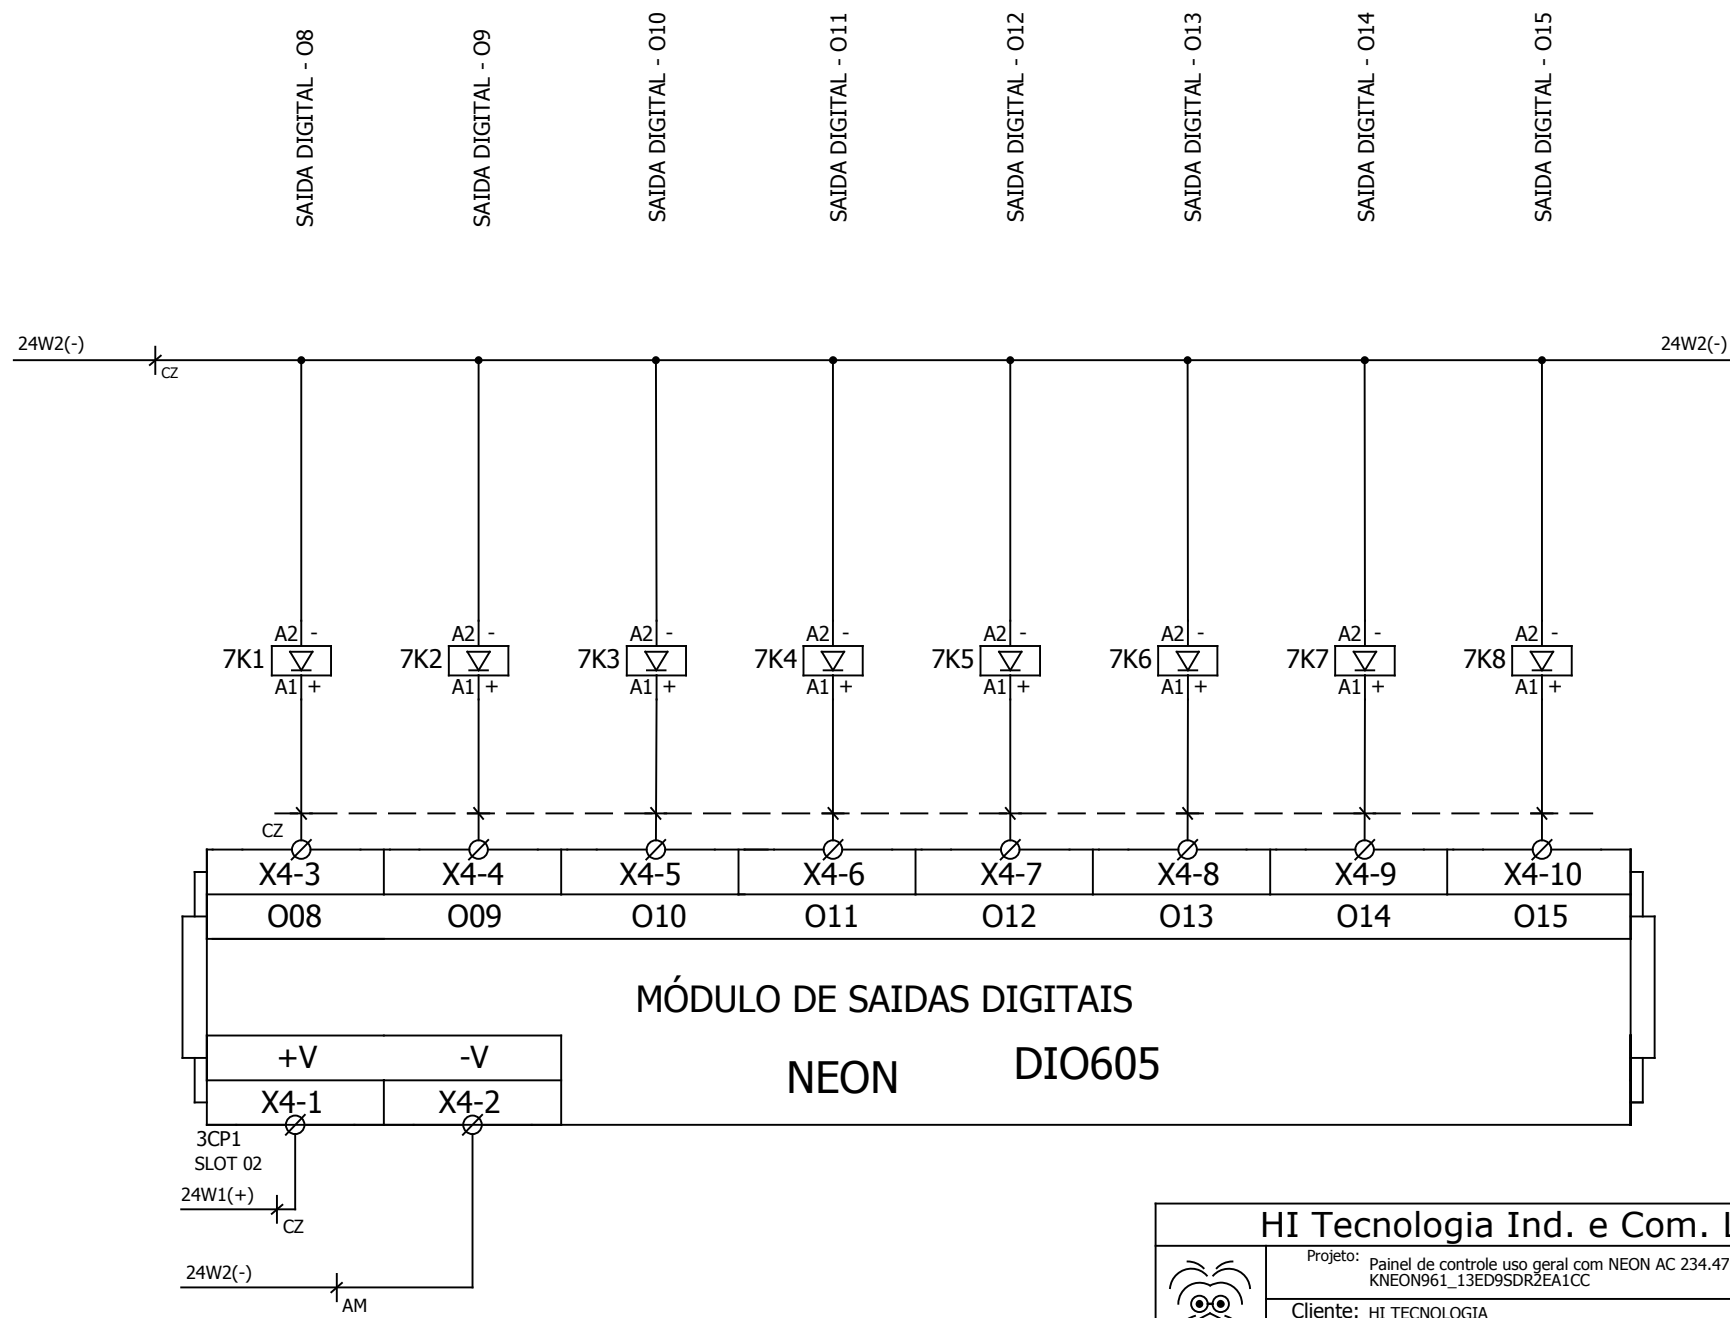 SAIDA DIGITAL - O8
SAIDA DIGITAL - O9
SAIDA DIGITAL - O10
SAIDA DIGITAL - O11
SAIDA DIGITAL - O12
SAIDA DIGITAL - O13
SAIDA DIGITAL - O14
SAIDA DIGITAL - O15
24W2(-)
24W2(-)
CZ
A2 - A2 - A2 - A2 - A2 - A2 - A2 - A2 -
7K1 7K2 7K3 7K4 7K5 7K6 7K7 7K8
A1 + A1 + A1 + A1 + A1 + A1 + A1 + A1 +
CZ
X4-3 X4-4 X4-5 X4-6 X4-7 X4-8 X4-9 X4-10
O08 O09 O10 O11 O12 O13 O14 O15
MÓDULO DE SAIDAS DIGITAIS
NEON DIO605
+V -V
X4-1 X4-2
3CP1
SLOT 02
24W1(+)
CZ
24W2(-)
AM
HI Tecnologia Ind. e Com.
Projeto: Painel de controle uso geral com NEON AC 234.47
KNEON961_13ED9SDR2EA1CC
Cliente: HI TECNOLOGIA